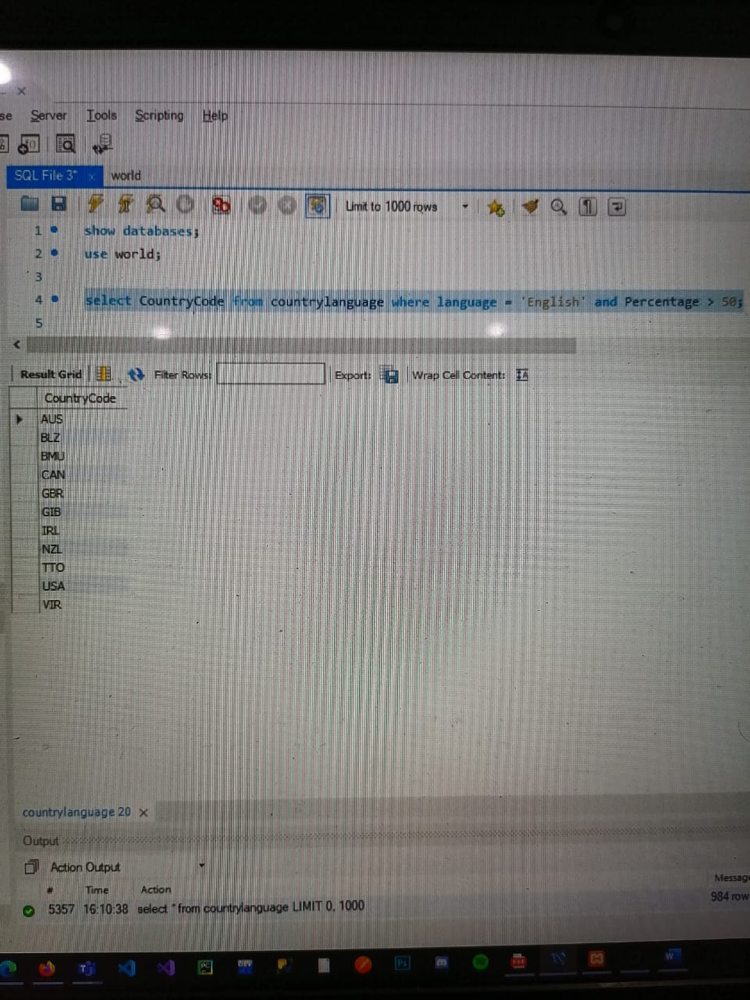 se Server Tools Scripting Help
SQL File 3* × world
Limit to 1000 rows
1 show databases;
2 use world;
3
4 select CountryCode from countrylanguage where language = 'English' and Percentage > 50;
5
Result Grid Filter Rows: Export: Wrap Cell Content:
CountryCode
AUS
BLZ
BMU
CAN
GBR
GIB
IRL
NZL
TTO
USA
VIR
countrylanguage 20 ×
Output
Action Output
# Time Action Messag
5357 16:10:38 select * from countrylanguage LIMIT 0, 1000 984 row
PC Ps PDF W